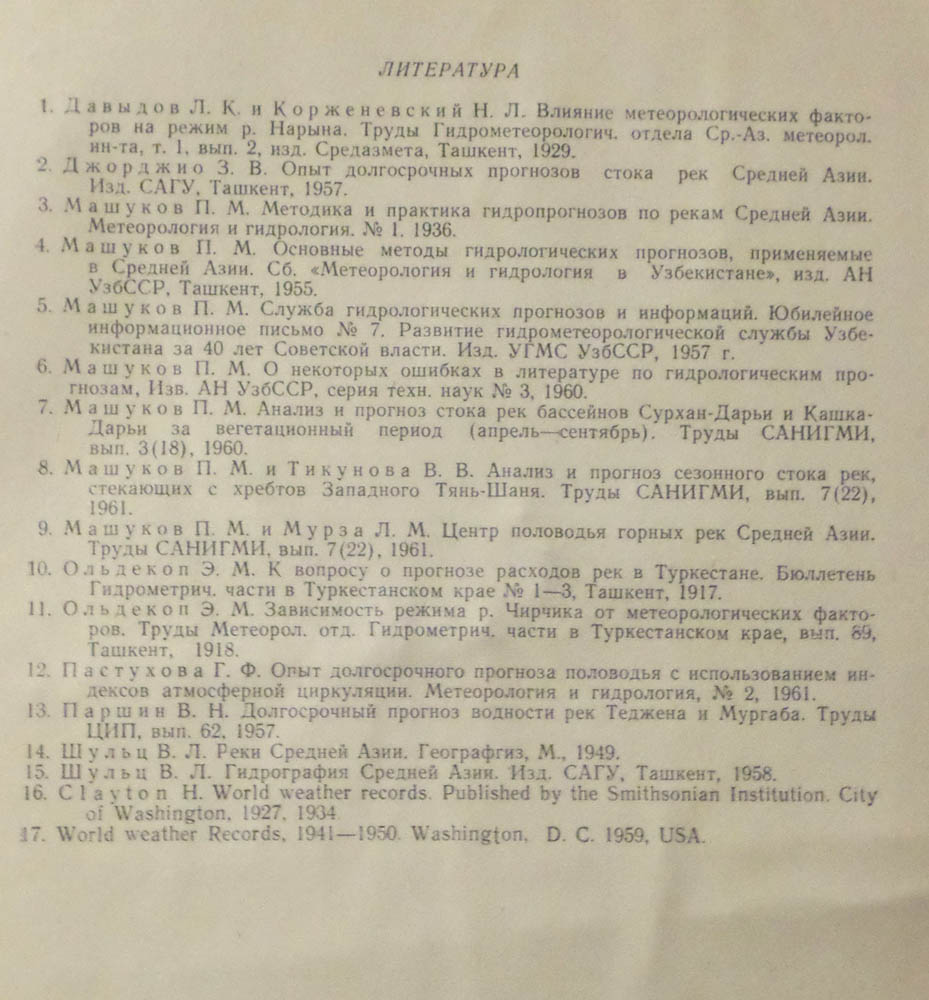 ЛИТЕРАТУРА
1. Давыдов Л. К. и Корженевский Н. Л. Влияние метеорологических факто-
ров на режим р. Нарына. Труды Гидрометеорологич. отдела Ср.-Аз. метеорол.
ин-та, т. 1, вып. 2, изд. Средазмета, Ташкент, 1929.
2. Джорджио З. В. Опыт долгосрочных прогнозов стока рек Средней Азии.
Изд. САГУ, Ташкент, 1957.
3. Машуков П. М. Методика и практика гидропрогнозов по рекам Средней Азии.
Метеорология и гидрология. № 1, 1936.
4. Машуков П. М. Основные методы гидрологических прогнозов, применяемые
в Средней Азии. Сб. «Метеорология и гидрология в Узбекистане», изд. АН
УзбССР, Ташкент, 1955.
5. Машуков П. М. Служба гидрологических прогнозов и информаций. Юбилейное
информационное письмо № 7. Развитие гидрометеорологической службы Узбе-
кистана за 40 лет Советской власти. Изд. УГМС УзбССР, 1957 г.
6. Машуков П. М. О некоторых ошибках в литературе по гидрологическим про-
гнозам, Изв. АН УзбССР, серия техн. наук № 3, 1960.
7. Машуков П. М. Анализ и прогноз стока рек бассейнов Сурхан-Дарьи и Кашка-
Дарьи за вегетационный период (апрель—сентябрь). Труды САНИГМИ,
вып. 3(18), 1960.
8. Машуков П. М. и Тикунова В. В. Анализ и прогноз сезонного стока рек,
стекающих с хребтов Западного Тянь-Шаня. Труды САНИГМИ, вып. 7(22),
1961.
9. Машуков П. М. и Мурза Л. М. Центр половодья горных рек Средней Азии.
Труды САНИГМИ, вып. 7(22), 1961.
10. Ольдекоп Э. М. К вопросу о прогнозе расходов рек в Туркестане. Бюллетень
Гидрометрич. части в Туркестанском крае № 1—3, Ташкент, 1917.
11. Ольдекоп Э. М. Зависимость режима р. Чирчика от метеорологических факто-
ров. Труды Метеорол. отд. Гидрометрич. части в Туркестанском крае, вып. 89,
Ташкент, 1918.
12. Пастухова Г. Ф. Опыт долгосрочного прогноза половодья с использованием ин-
дексов атмосферной циркуляции. Метеорология и гидрология, № 2, 1961.
13. Паршин В. Н. Долгосрочный прогноз водности рек Теджена и Мургаба. Труды
ЦИП, вып. 62, 1957.
14. Шульц В. Л. Реки Средней Азии. Географгиз, М., 1949.
15. Шульц В. Л. Гидрография Средней Азии. Изд. САГУ, Ташкент, 1958.
16. Clayton H. World weather records. Published by the Smithsonian Institution. City
of Washington, 1927, 1934
17. World weather Records, 1941—1950. Washington, D. C. 1959, USA.